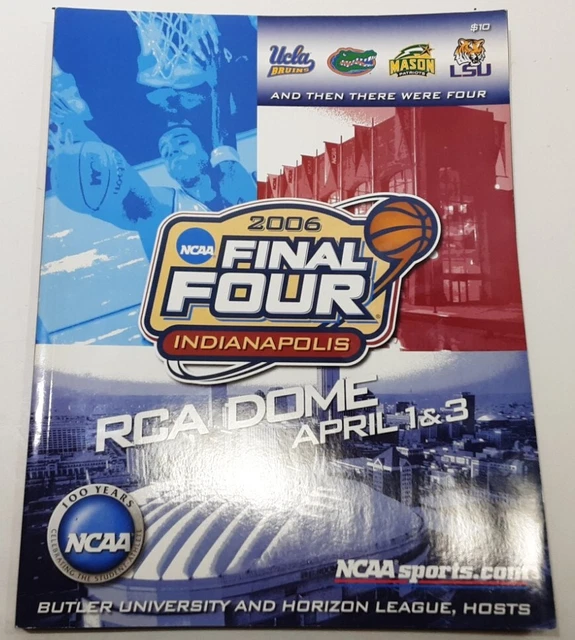 $10
Ucla
BRUINS
MASON
PATRIOTS
LSU
AND THEN THERE WERE FOUR
2006
NCAA
FINAL
FOUR
INDIANAPOLIS
RCA DOME
APRIL 1 & 3
100 YEARS
NCAA
CELEBRATING THE STUDENT-ATHLETE
NCAAsports.com
BUTLER UNIVERSITY AND HORIZON LEAGUE, HOSTS